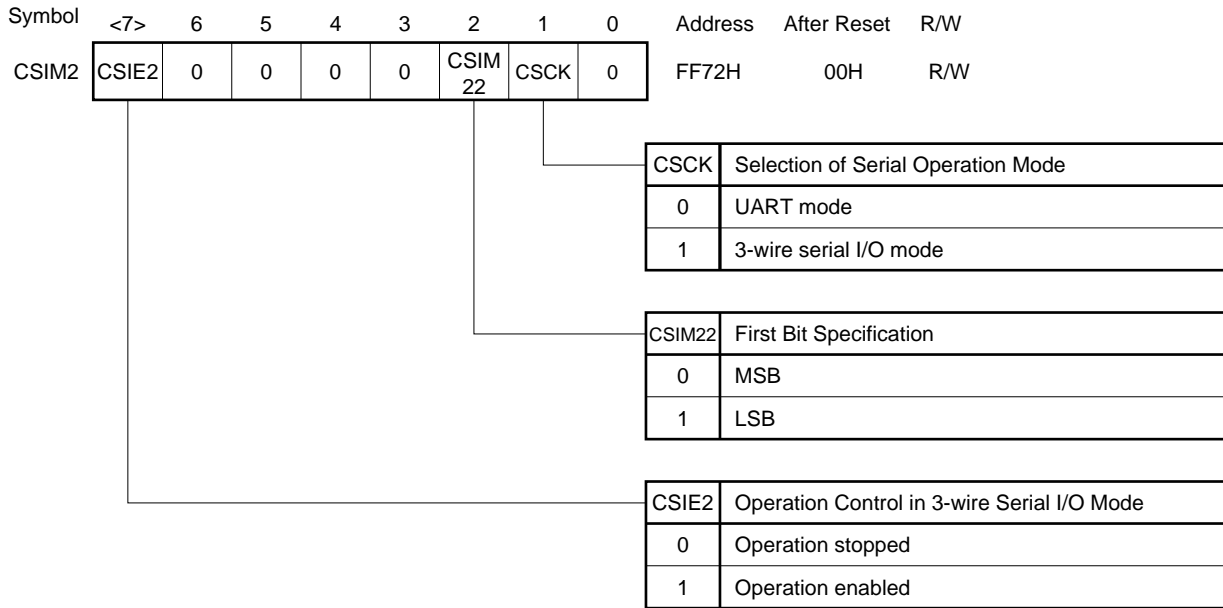 Symbol <7> 6 5 4 3 2 1 0 Address After Reset R/W
CSIM2 CSIE2 0 0 0 0 CSIM 22 CSCK 0 FF72H 00H R/W
CSCK Selection of Serial Operation Mode
0 UART mode
1 3-wire serial I/O mode
CSIM22 First Bit Specification
0 MSB
1 LSB
CSIE2 Operation Control in 3-wire Serial I/O Mode
0 Operation stopped
1 Operation enabled